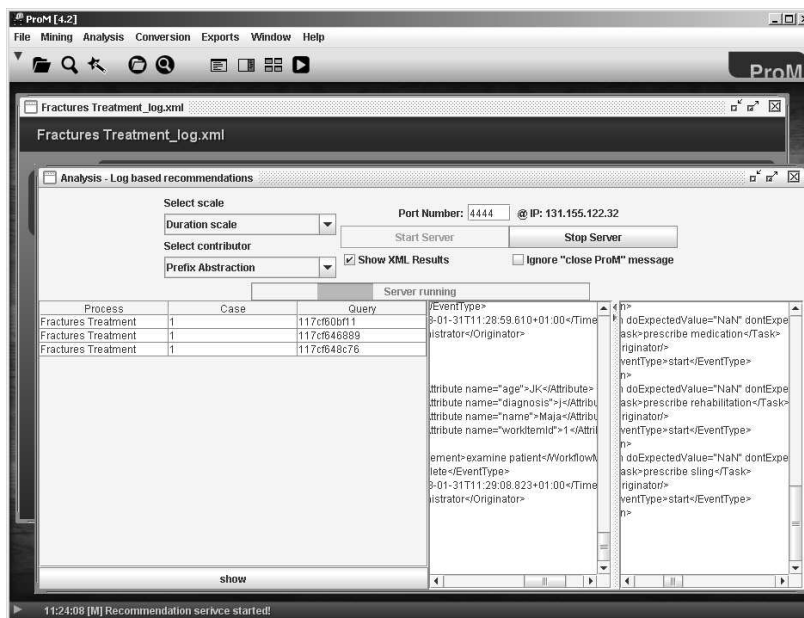 ProM [4.2]
File Mining Analysis Conversion Exports Window Help
ProM
Fractures Treatment_log.xml
Fractures Treatment_log.xml
Analysis - Log based recommendations
Select scale
Duration scale
Select contributor
Prefix Abstraction
Port Number: 4444 @ IP: 131.155.122.32
Start Server Stop Server
Show XML Results Ignore "close ProM" message
Server running
Process Case Query
Fractures Treatment 1 117cf60bf11
Fractures Treatment 1 117cf646889
Fractures Treatment 1 117cf648c76
show
/EventType>
8-01-31T11:28:59.610+01:00</Time
istrator</Originator>
ttribute name="age">JK</Attribute>
ttribute name="diagnosis">j</Attribu
ttribute name="name">Maja</Attribu
ttribute name="workItemId">1</Attril
ement>examine patient</WorkflowM
lete</EventType>
8-01-31T11:29:08.823+01:00</Time
istrator</Originator>
n>
doExpectedValue="NaN" dontExpe
ask>prescribe medication</Task>
riginator/>
ventType>start</EventType>
n>
doExpectedValue="NaN" dontExpe
ask>prescribe rehabilitation</Task>
riginator/>
ventType>start</EventType>
n>
doExpectedValue="NaN" dontExpe
ask>prescribe sling</Task>
riginator/>
ventType>start</EventType>
n>
11:24:08 [M] Recommendation serivce started!